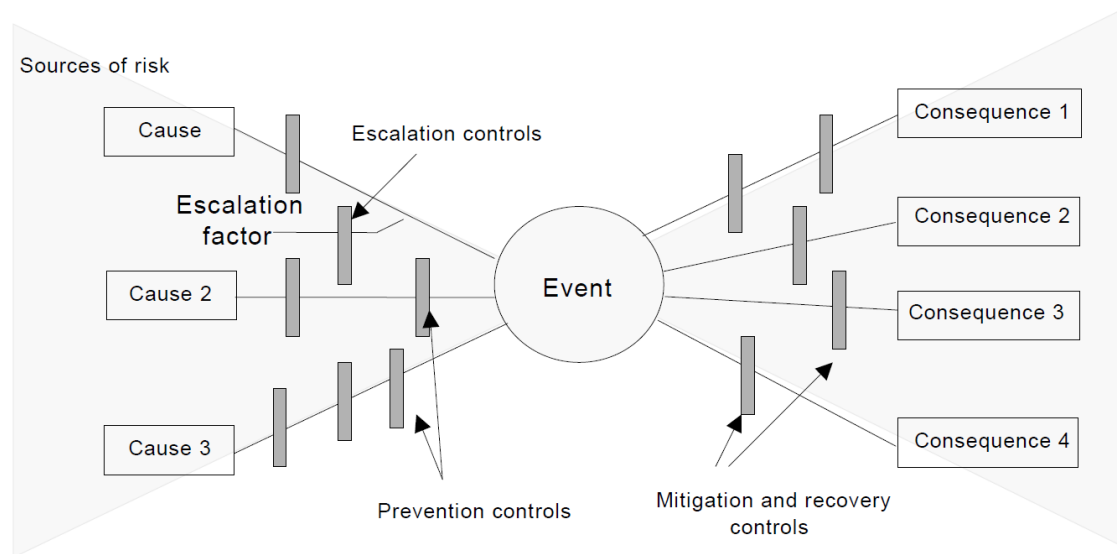 Sources of risk
Cause
Escalation controls
Escalation
factor
Cause 2
Cause 3
Prevention controls
Event
Consequence 1
Consequence 2
Consequence 3
Consequence 4
Mitigation and recovery
controls